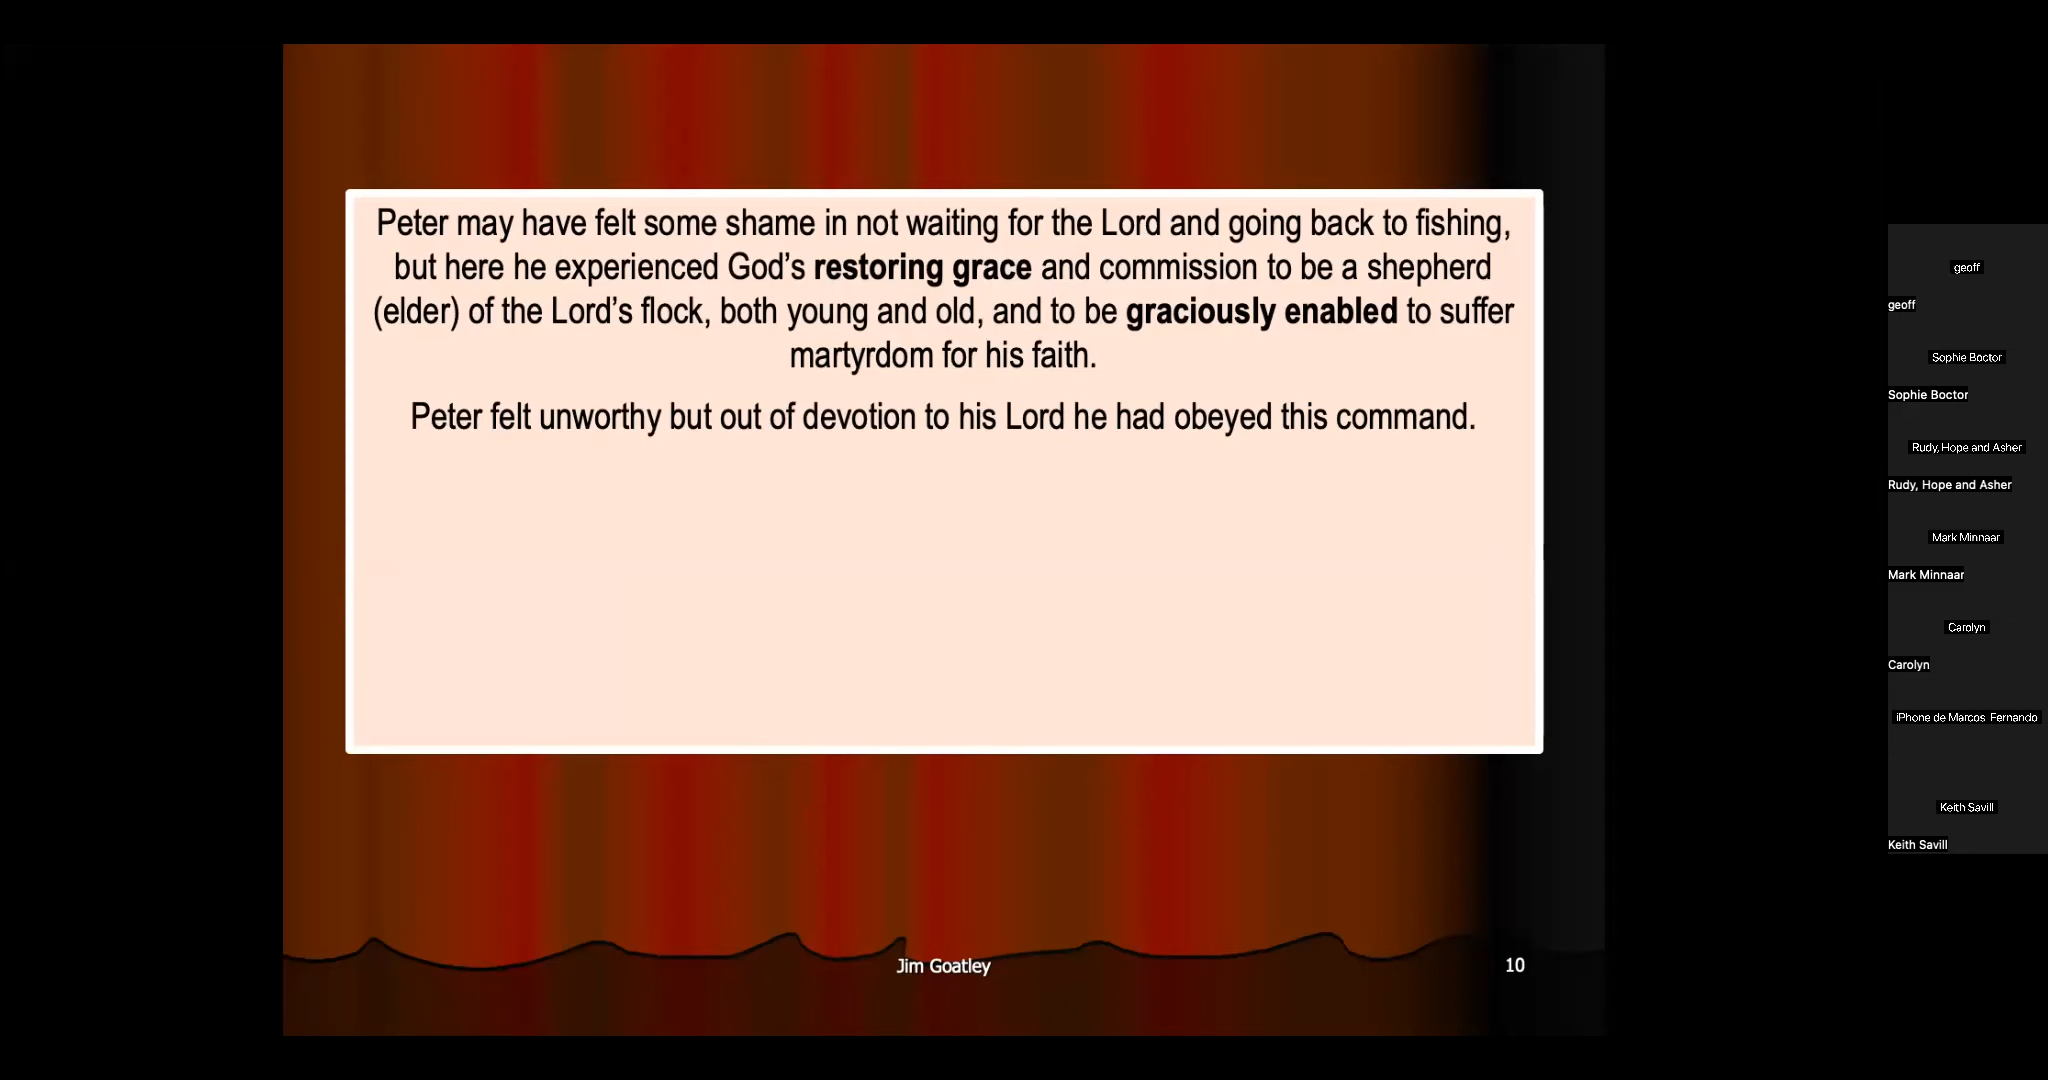 Peter may have felt some shame in not waiting for the Lord and going back to fishing,
but here he experienced God’s restoring grace and commission to be a shepherd
(elder) of the Lord’s flock, both young and old, and to be graciously enabled to suffer
martyrdom for his faith.
Peter felt unworthy but out of devotion to his Lord he had obeyed this command.
Jim Goatley
10
geoff
geoff
Sophie Boctor
Sophie Boctor
Rudy, Hope and Asher
Rudy, Hope and Asher
Mark Minnaar
Mark Minnaar
Carolyn
Carolyn
iPhone de Marcos Fernando
Keith Savill
Keith Savill